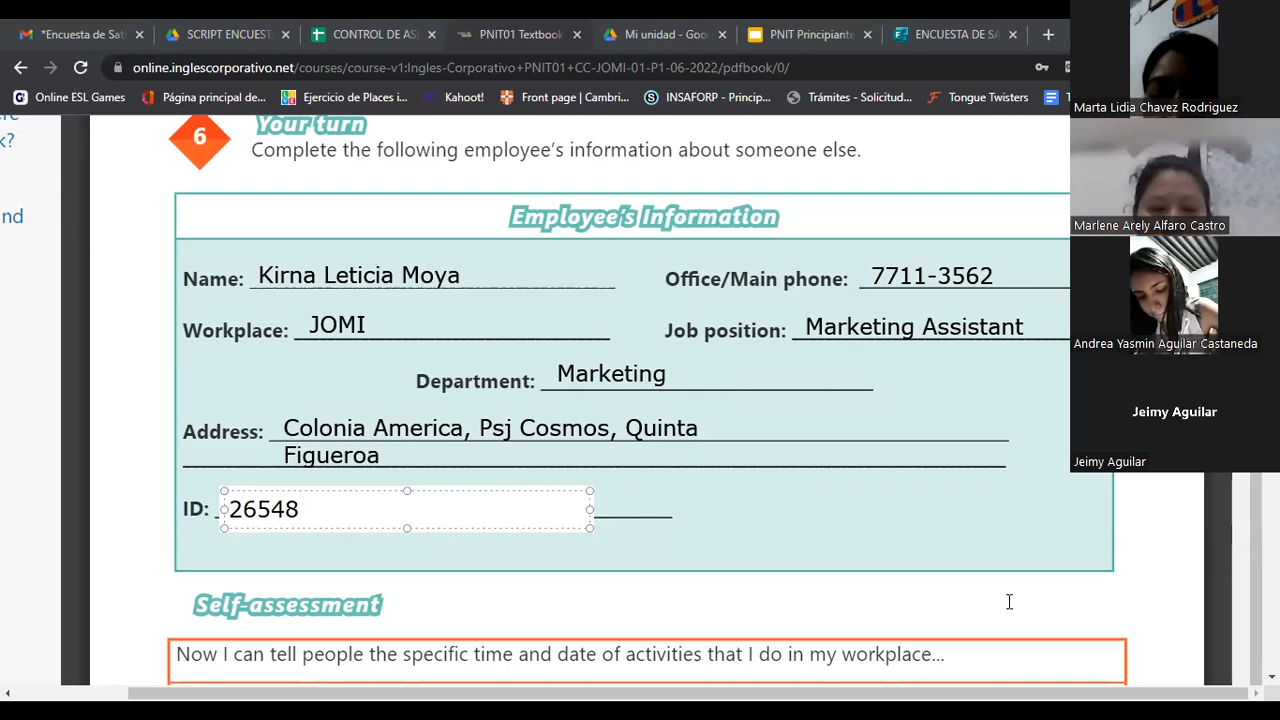 *Encuesta de Sati
SCRIPT ENCUEST
CONTROL DE AS
PNIT01 Textbook
Mi unidad - Goo
PNIT Principiante
ENCUESTA DE SA
online.inglescorporativo.net/courses/course-v1:Ingles-Corporativo+PNIT01+CC-JOMI-01-P1-06-2022/pdfbook/0/
Online ESL Games
Página principal de...
Ejercicio de Places i...
Kahoot!
Front page | Cambri...
INSAFORP - Princip...
Trámites - Solicitud...
Tongue Twisters
k?
nd
6
Your turn
Complete the following employee's information about someone else.
Employee's Information
Name: Kirna Leticia Moya
Office/Main phone: 7711-3562
Workplace: JOMI
Job position: Marketing Assistant
Department: Marketing
Address: Colonia America, Psj Cosmos, Quinta
Figueroa
ID: 26548
Self-assessment
Now I can tell people the specific time and date of activities that I do in my workplace...
Marta Lidia Chavez Rodriguez
Marlene Arely Alfaro Castro
Andrea Yasmin Aguilar Castaneda
Jeimy Aguilar
Jeimy Aguilar